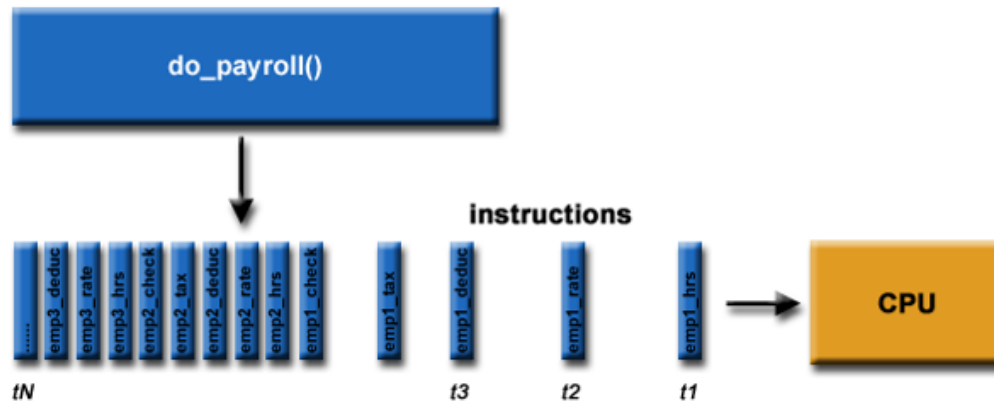 do_payroll()
instructions
......
emp3_deduc
emp3_rate
emp3_hrs
emp2_check
emp2_tax
emp2_deduc
emp2_rate
emp2_hrs
emp1_check
emp1_tax
emp1_deduc
emp1_rate
emp1_hrs
CPU
tN
t3
t2
t1